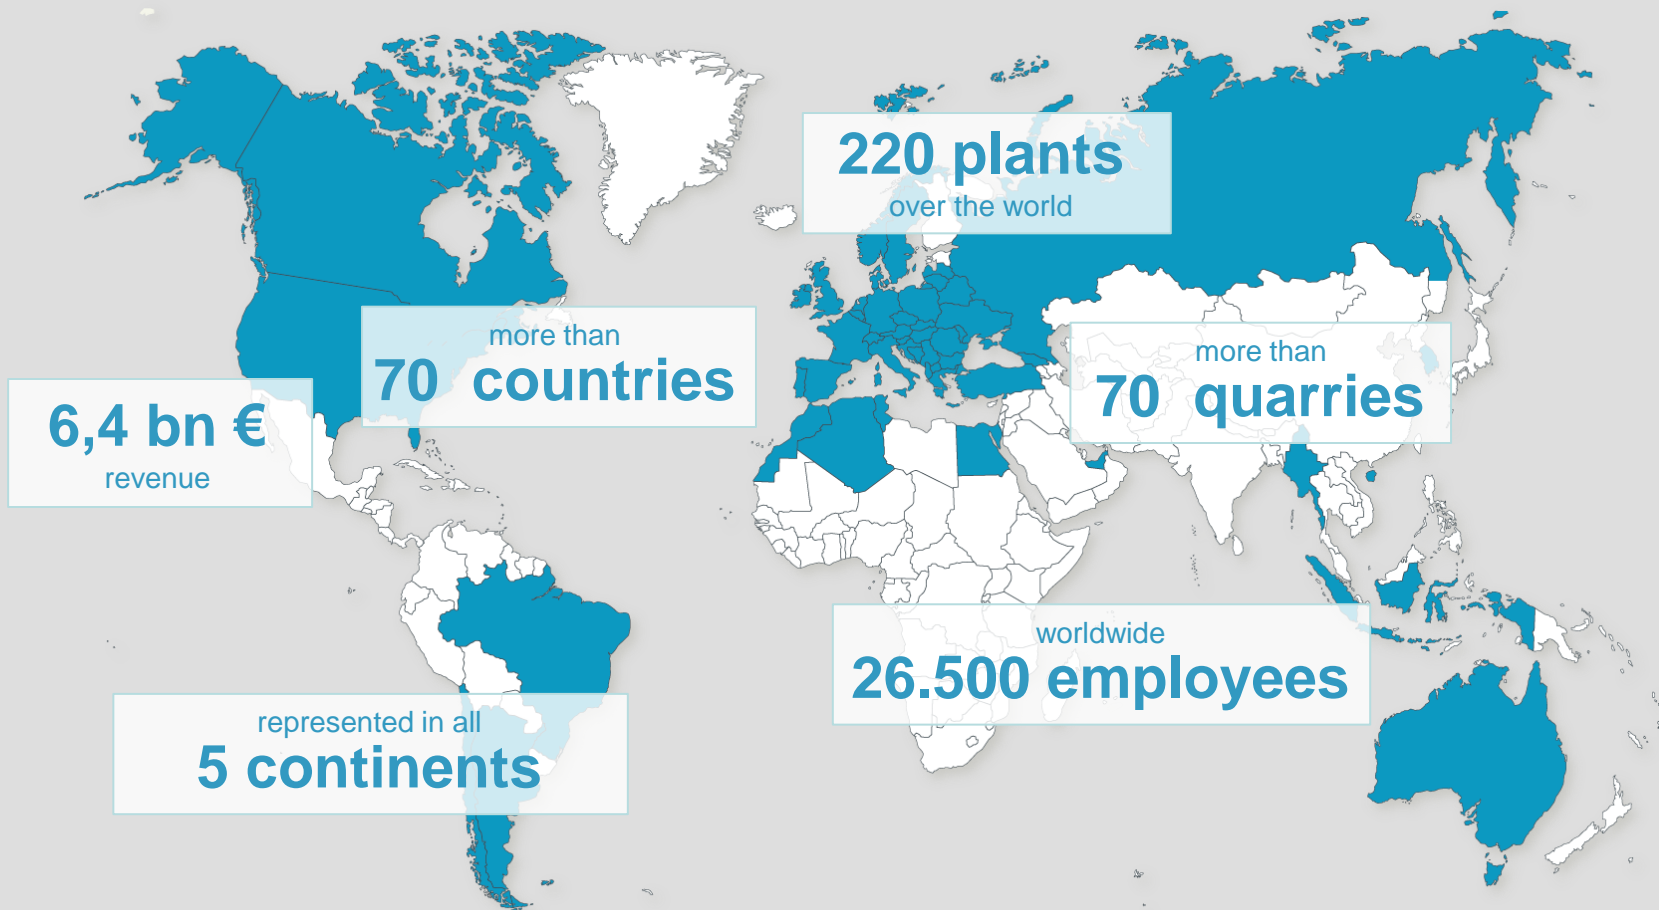 220 plants
over the world
more than
70 countries
more than
70 quarries
6,4 bn €
revenue
worldwide
26.500 employees
represented in all
5 continents